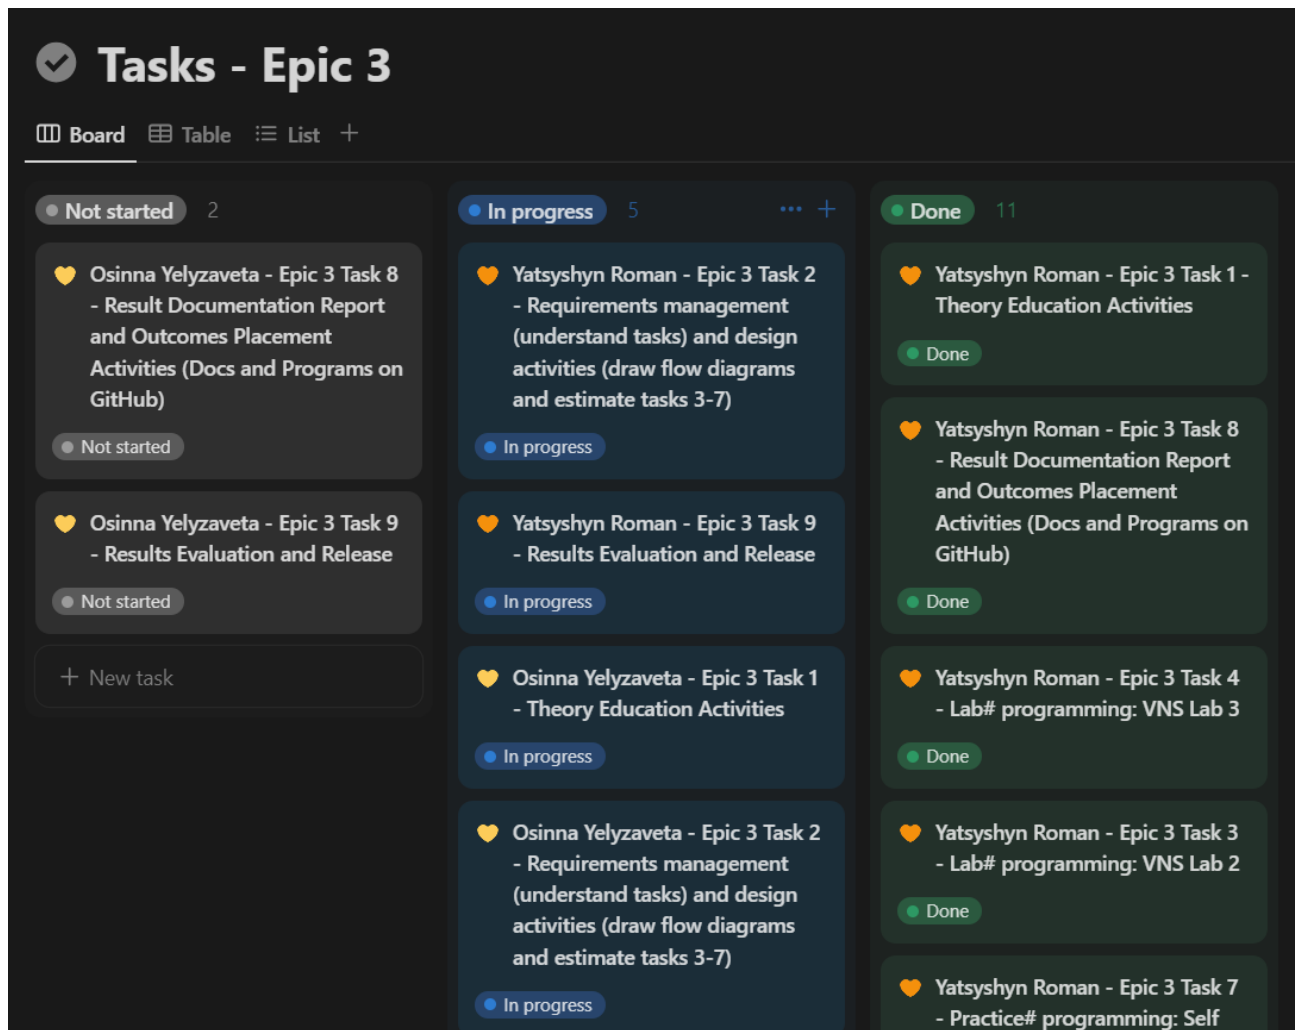 Tasks - Epic 3
Board
Table
List
Not started 2
Osinna Yelyzaveta - Epic 3 Task 8
- Result Documentation Report
and Outcomes Placement
Activities (Docs and Programs on
GitHub)
Not started
Osinna Yelyzaveta - Epic 3 Task 9
- Results Evaluation and Release
Not started
+ New task
In progress 5
Yatsyshyn Roman - Epic 3 Task 2
- Requirements management
(understand tasks) and design
activities (draw flow diagrams
and estimate tasks 3-7)
In progress
Yatsyshyn Roman - Epic 3 Task 9
- Results Evaluation and Release
In progress
Osinna Yelyzaveta - Epic 3 Task 1
- Theory Education Activities
In progress
Osinna Yelyzaveta - Epic 3 Task 2
- Requirements management
(understand tasks) and design
activities (draw flow diagrams
and estimate tasks 3-7)
In progress
Done 11
Yatsyshyn Roman - Epic 3 Task 1 -
Theory Education Activities
Done
Yatsyshyn Roman - Epic 3 Task 8
- Result Documentation Report
and Outcomes Placement
Activities (Docs and Programs on
GitHub)
Done
Yatsyshyn Roman - Epic 3 Task 4
- Lab# programming: VNS Lab 3
Done
Yatsyshyn Roman - Epic 3 Task 3
- Lab# programming: VNS Lab 2
Done
Yatsyshyn Roman - Epic 3 Task 7
- Practice# programming: Self